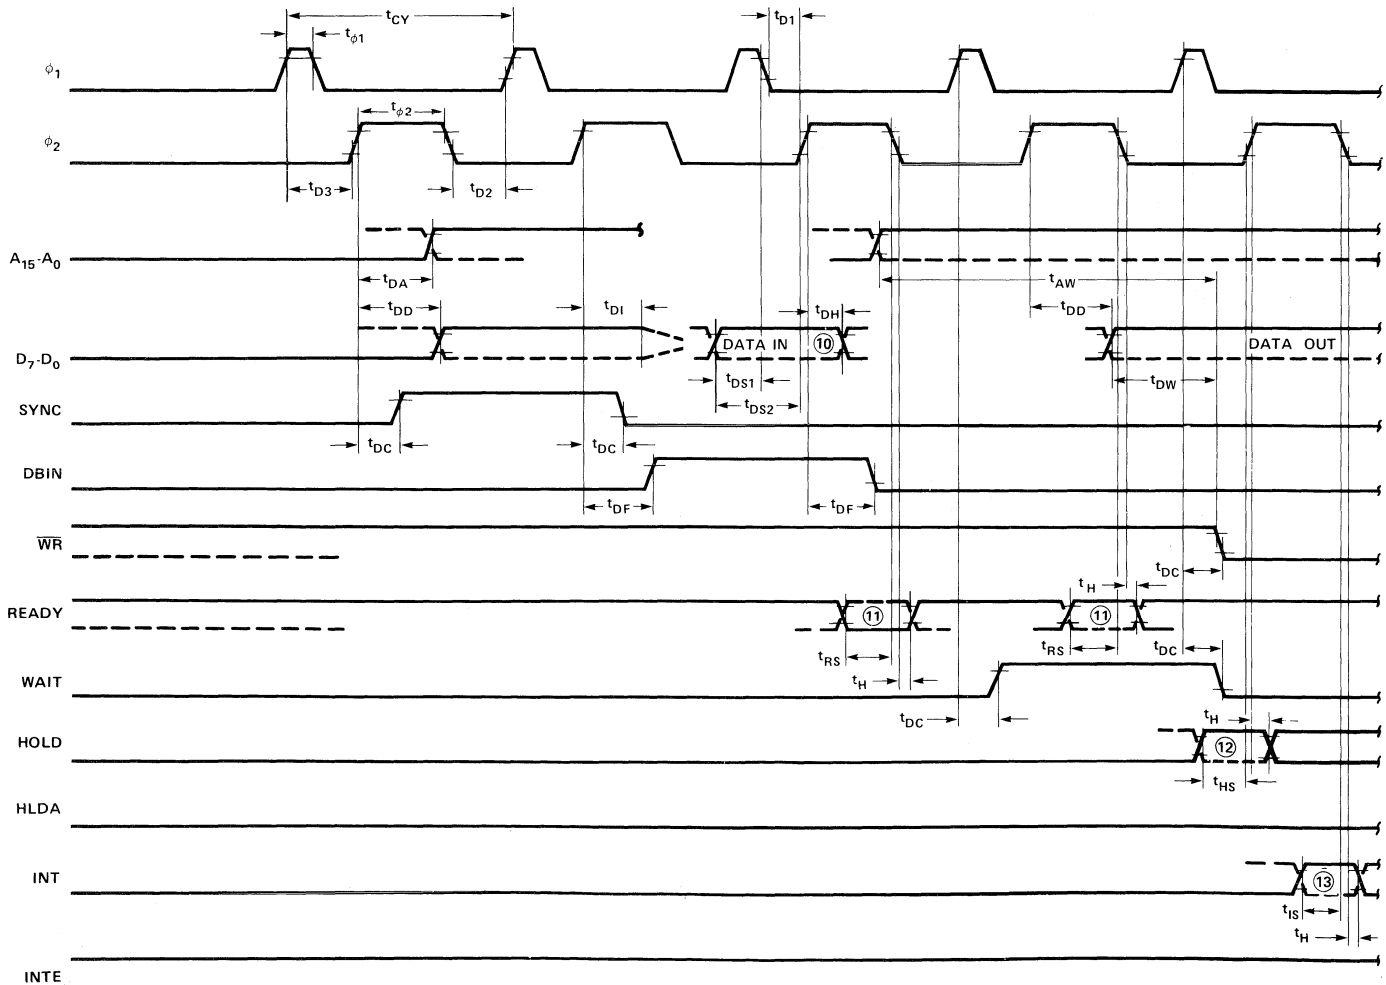 tCY
tD1
tϕ1
ϕ1
tϕ2
ϕ2
tD3
tD2
A15-A0
tDA
tAW
tDD
tDI
tDH
tDD
DATA IN
10
DATA OUT
D7-D0
tDS1
tDW
tDS2
SYNC
tDC
tDC
DBIN
tDF
tDF
WR
tDC
tH
READY
11
11
tRS
tRS
tDC
WAIT
tH
tDC
tH
HOLD
12
tHS
HLDA
INT
13
tIS
tH
INTE